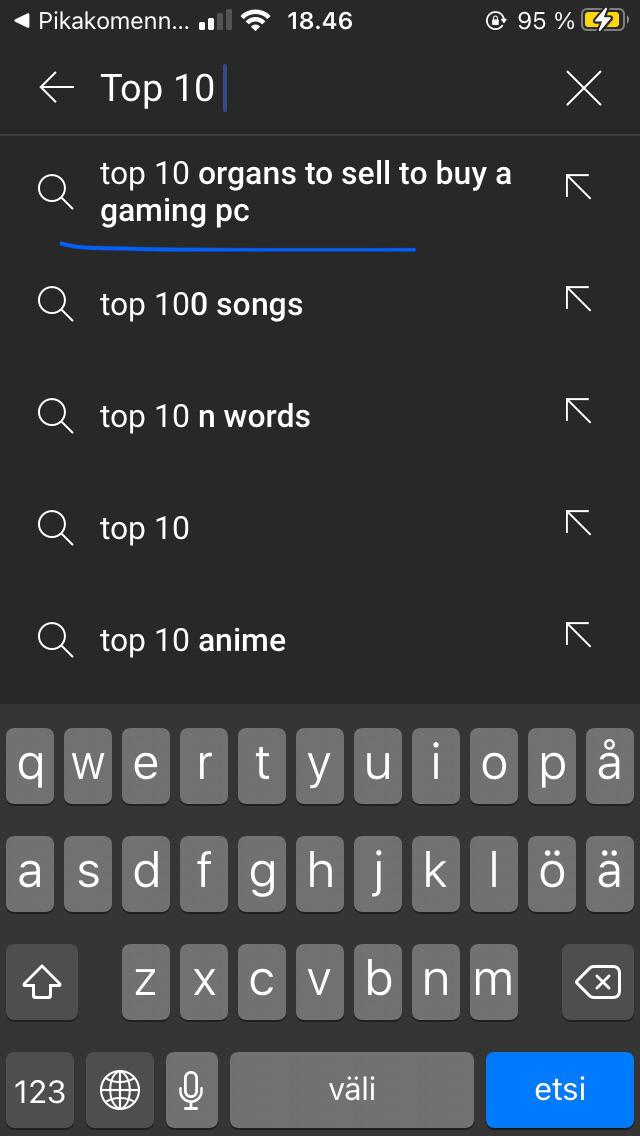 ◀ Pikakomenn... 18.46 95 %
Top 10
top 10 organs to sell to buy a
gaming pc
top 100 songs
top 10 n words
top 10
top 10 anime
q w e r t y u i o p å
a s d f g h j k l ö ä
z x c v b n m
123 väli etsi